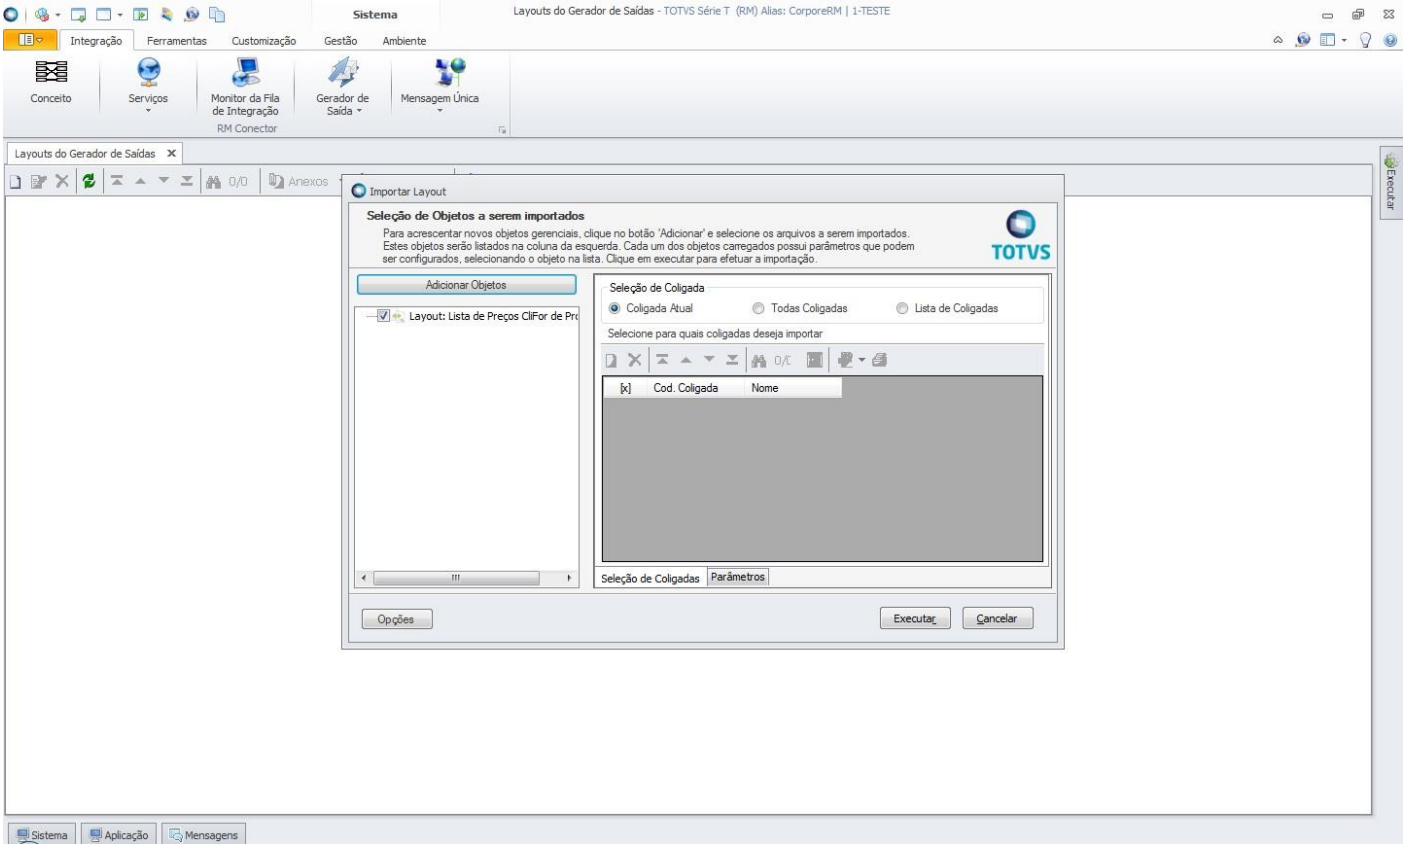 Sistema
Layouts do Gerador de Saídas - TOTVS Série T (RM) Alias: CorporeRM | 1-TESTE
Integração
Ferramentas
Customização
Gestão
Ambiente
Conceito
Serviços
Monitor da Fila
de Integração
Gerador de
Saída
Mensagem Única
RM Conector
Layouts do Gerador de Saídas
0/0
Anexos
Executar
Importar Layout
Seleção de Objetos a serem importados
Para acrescentar novos objetos gerenciais, clique no botão 'Adicionar' e selecione os arquivos a serem importados.
Estes objetos serão listados na coluna da esquerda. Cada um dos objetos carregados possui parâmetros que podem
ser configurados, selecionando o objeto na lista. Clique em executar para efetuar a importação.
TOTVS
Adicionar Objetos
Layout: Lista de Preços CliFor de Pro
Seleção de Coligada
Coligada Atual
Todas Coligadas
Lista de Coligadas
Selecione para quais coligadas deseja importar
[x]
Cod. Coligada
Nome
Seleção de Coligadas
Parâmetros
Opções
Executar
Cancelar
Sistema
Aplicação
Mensagens